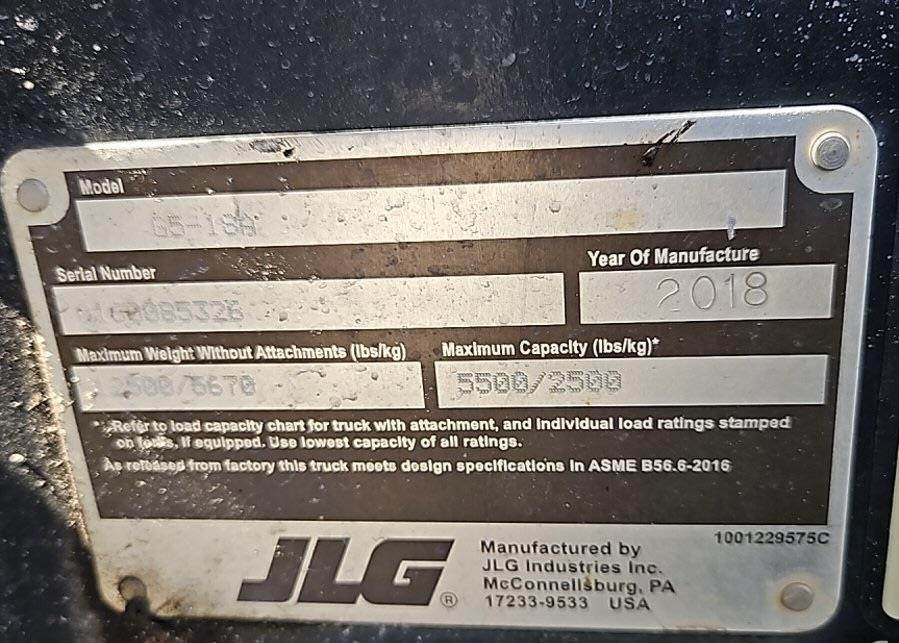 Model
G5-18A
Serial Number
Year Of Manufacture
2018
Maximum Weight Without Attachments (lbs/kg)
Maximum Capacity (lbs/kg)*
5500/2500
* Refer to load capacity chart for truck with attachment, and individual load ratings stamped
on forks, if equipped. Use lowest capacity of all ratings.
As released from factory this truck meets design specifications in ASME B56.6-2016
JLG ®
Manufactured by
JLG Industries Inc.
McConnellsburg, PA
17233-9533 USA
1001229575C